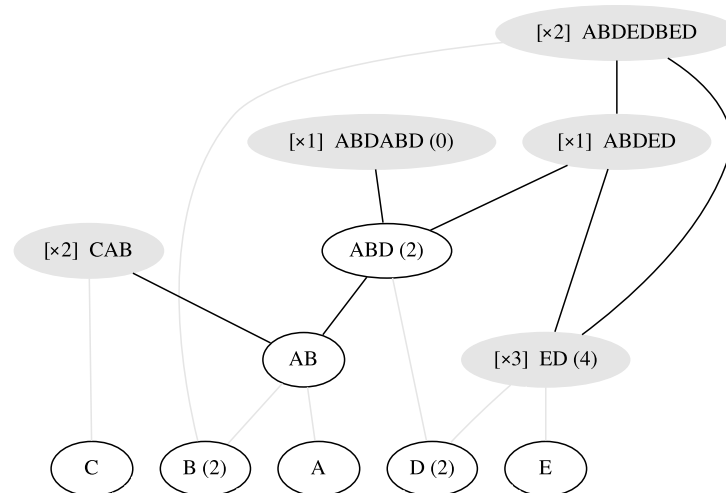 [×2] ABDEDBED
[×1] ABDABD (0)
[×1] ABDED
[×2] CAB
ABD (2)
AB
[×3] ED (4)
C
B (2)
A
D (2)
E